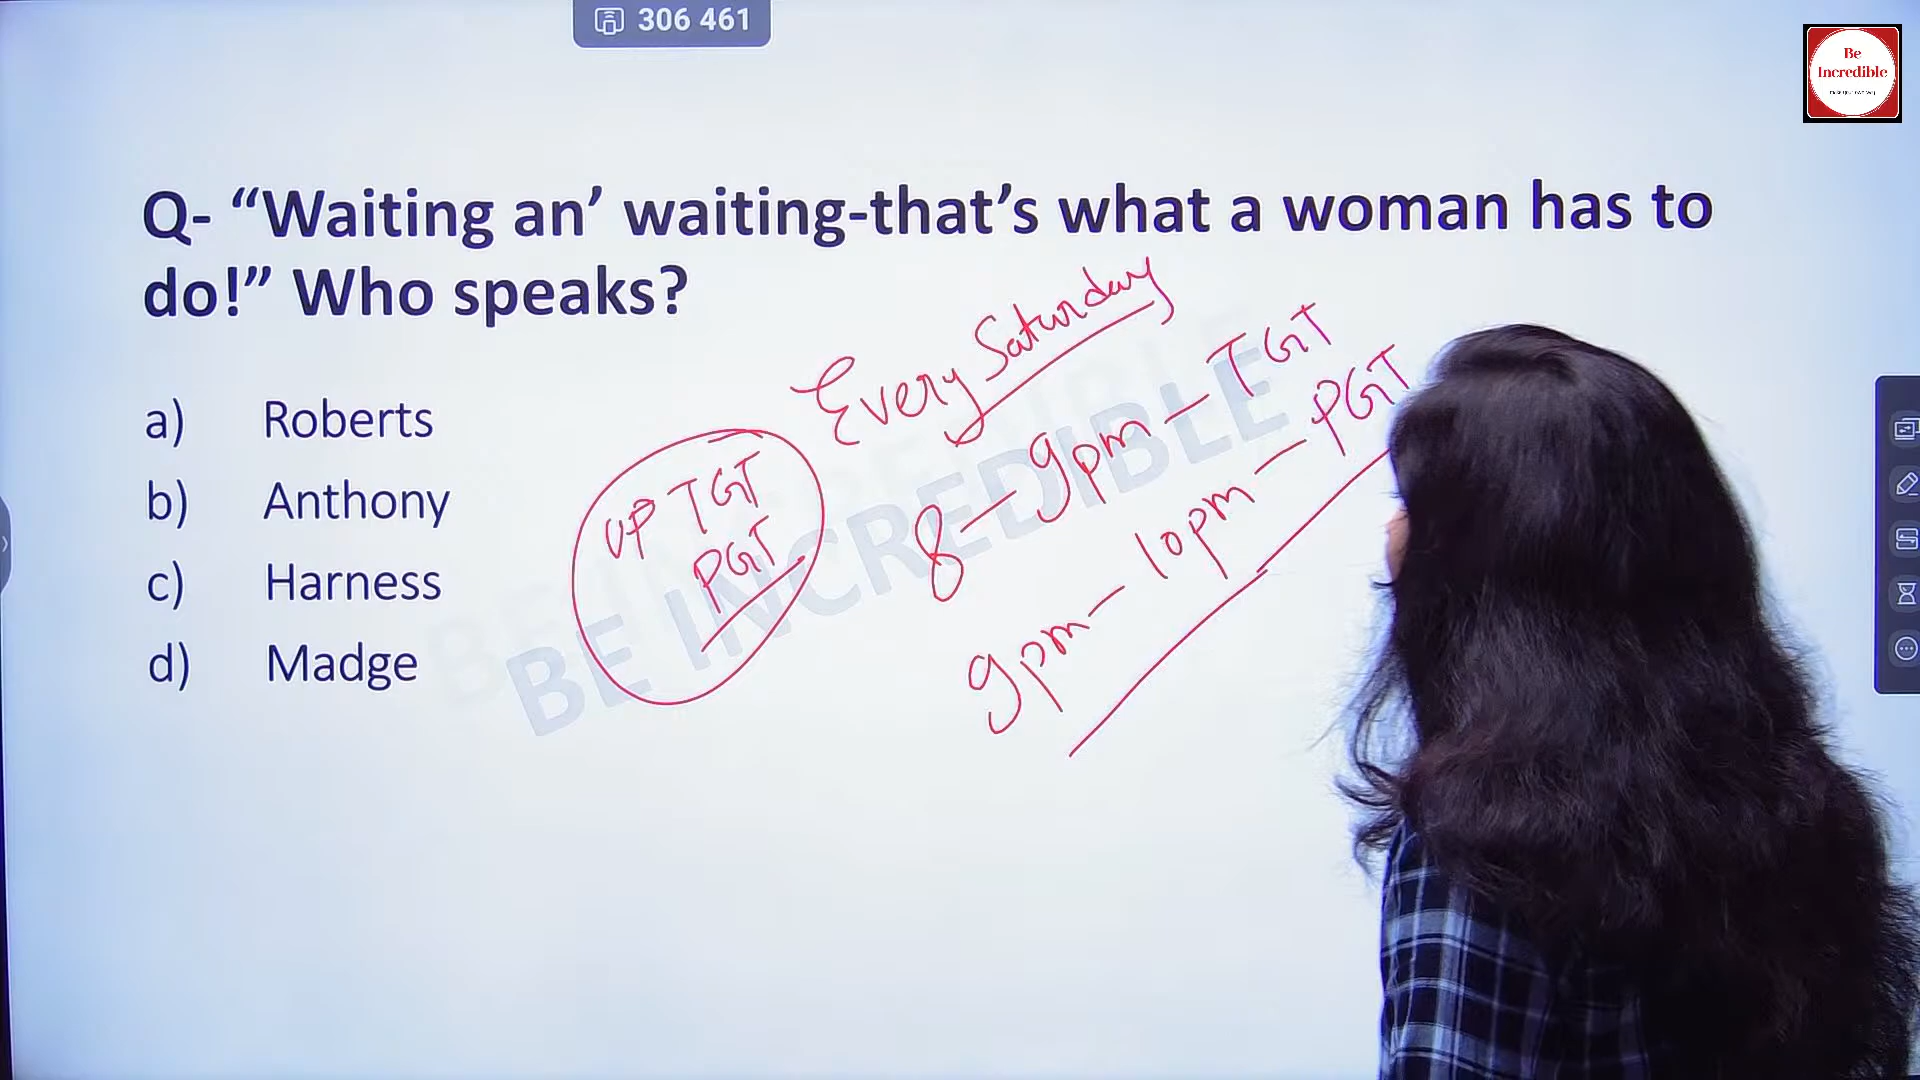 306 461
Be
Incredible
Q- “Waiting an’ waiting-that’s what a woman has to
do!” Who speaks?
a) Roberts
b) Anthony
c) Harness
d) Madge
Every Saturday
8-9pm-TGT
9pm-10pm-PGT
UP TGT
PGT
BE INCREDIBLE